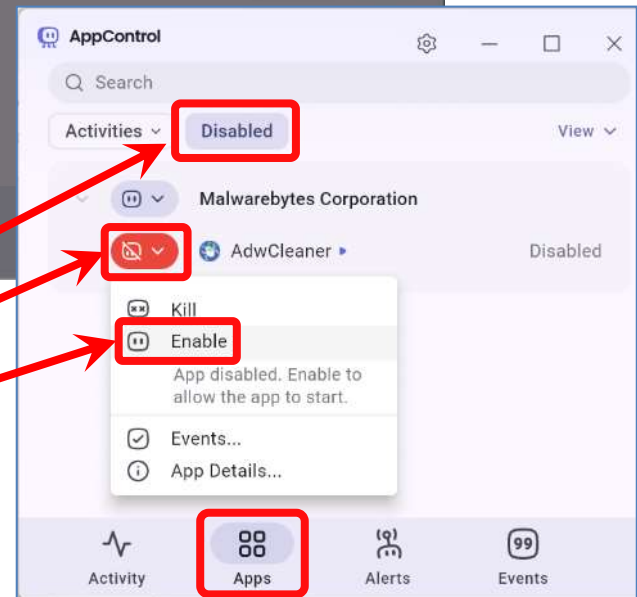 AppControl
Search
Activities Disabled View
Malwarebytes Corporation
AdwCleaner Disabled
Kill
Enable
App disabled. Enable to
allow the app to start.
Events...
App Details...
99
Activity Apps Alerts Events